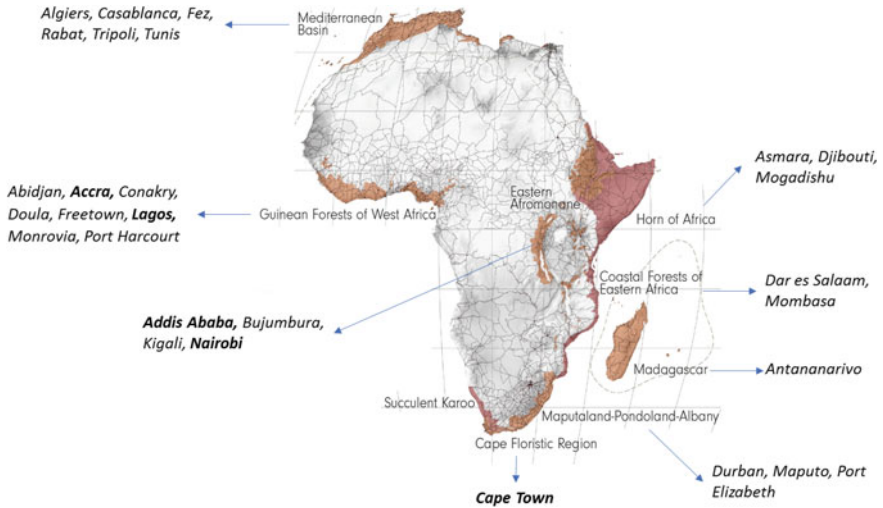 Algiers, Casablanca, Fez,
Rabat, Tripoli, Tunis
Mediterranean
Basin
Asmara, Djibouti,
Mogadishu
Abidjan, Accra, Conakry,
Doula, Freetown, Lagos,
Monrovia, Port Harcourt
Guinean Forests of West Africa
Eastern
Afromonane
Horn of Africa
Coastal Forests of
Eastern Africa
Dar es Salaam,
Mombasa
Addis Ababa, Bujumbura,
Kigali, Nairobi
Madagascar
Antananarivo
Succulent Karoo
Maputaland-Pondoland-Albany
Cape Floristic Region
Durban, Maputo, Port
Elizabeth
Cape Town